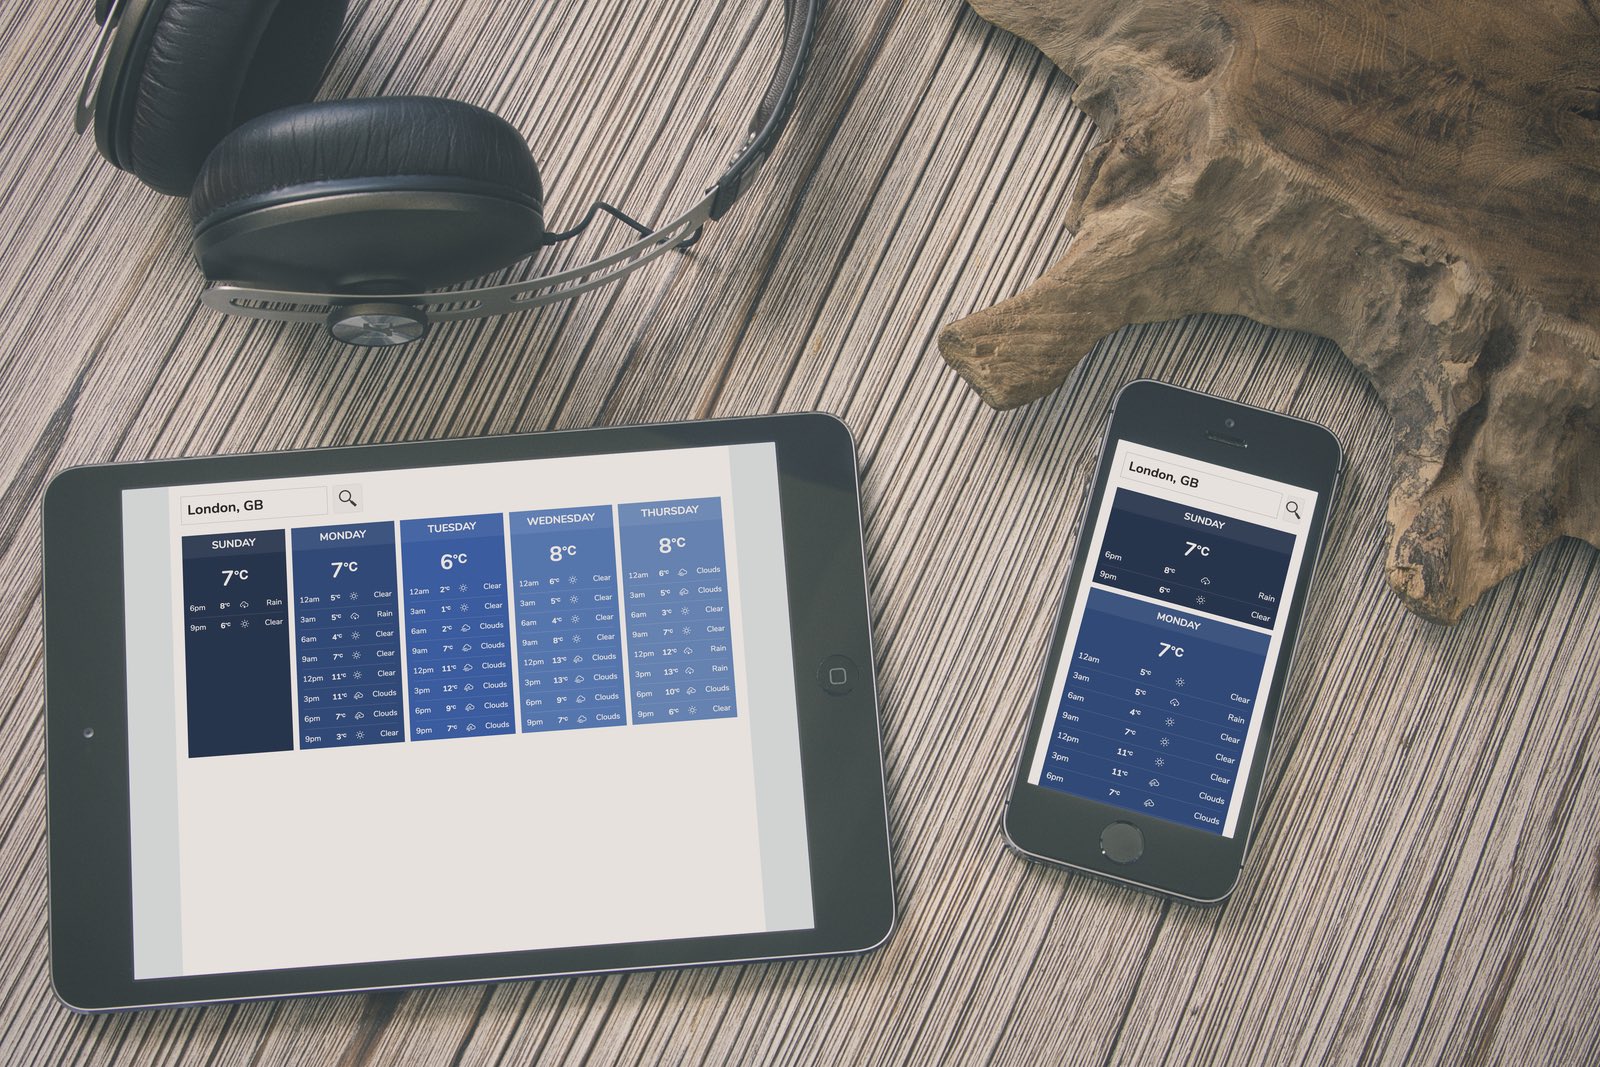 London, GB
SUNDAY
7°C
6pm 8°C Rain
9pm 6°C Clear
MONDAY
7°C
12am 5°C Clear
3am 5°C Rain
6am 4°C Clear
9am 7°C Clear
12pm 11°C Clear
3pm 11°C Clouds
6pm 7°C Clouds
9pm 3°C Clear
TUESDAY
6°C
12am 2°C Clear
3am 1°C Clear
6am 2°C Clouds
9am 7°C Clouds
12pm 11°C Clouds
3pm 12°C Clouds
6pm 9°C Clouds
9pm 7°C Clouds
WEDNESDAY
8°C
12am 6°C Clear
3am 5°C Clear
6am 4°C Clear
9am 8°C Clear
12pm 13°C Clouds
3pm 13°C Clouds
6pm 9°C Clouds
9pm 7°C Clouds
THURSDAY
8°C
12am 6°C Clouds
3am 5°C Clouds
6am 3°C Clear
9am 7°C Clear
12pm 12°C Rain
3pm 13°C Rain
6pm 10°C Clouds
9pm 6°C Clear
London, GB
SUNDAY
7°C
6pm 8°C Rain
9pm 6°C Clear
MONDAY
7°C
12am 5°C Clear
3am 5°C Rain
6am 4°C Clear
9am 7°C Clear
12pm 11°C Clear
3pm 11°C Clouds
6pm 7°C Clouds